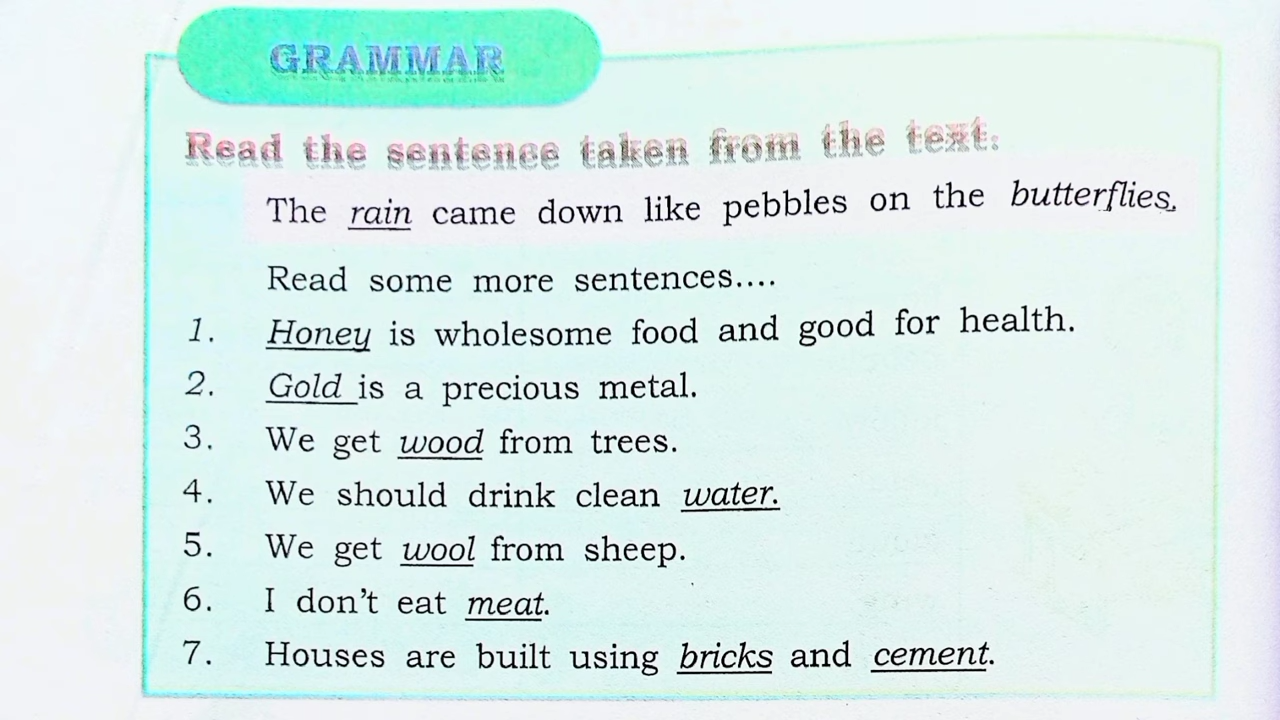 GRAMMAR
Read the sentence taken from the text.
The rain came down like pebbles on the butterflies.
Read some more sentences....
1. Honey is wholesome food and good for health.
2. Gold is a precious metal.
3. We get wood from trees.
4. We should drink clean water.
5. We get wool from sheep.
6. I don't eat meat.
7. Houses are built using bricks and cement.